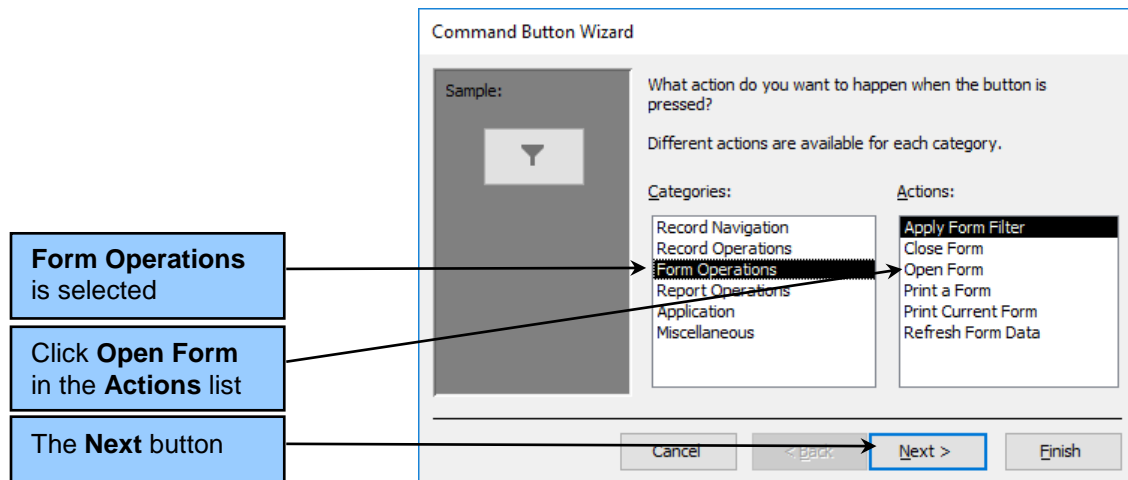 Command Button Wizard
Sample:
What action do you want to happen when the button is
pressed?
Different actions are available for each category.
Categories:
Actions:
Record Navigation
Record Operations
Form Operations
Report Operations
Application
Miscellaneous
Apply Form Filter
Close Form
Open Form
Print a Form
Print Current Form
Refresh Form Data
Form Operations
is selected
Click Open Form
in the Actions list
The Next button
Cancel
< Back
Next >
Finish